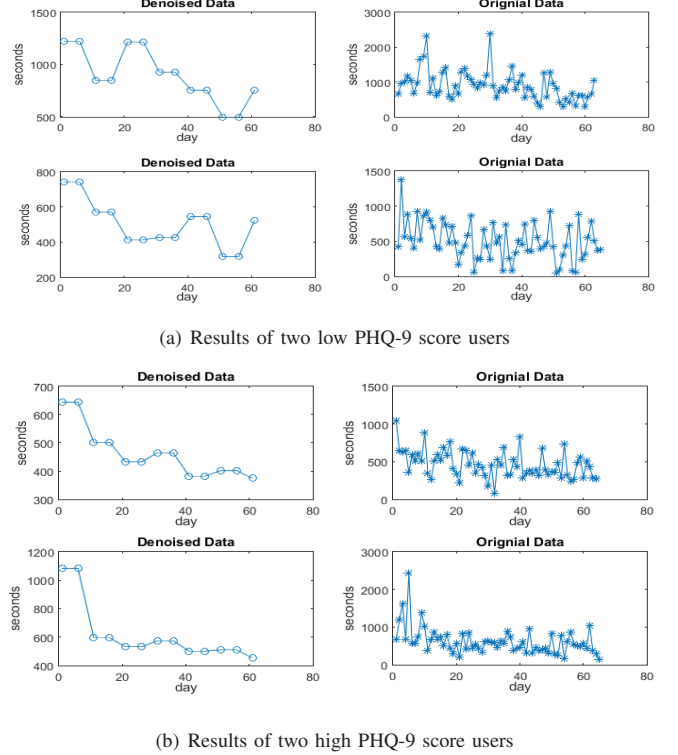 Denoised Data
Orignial Data
1500
1000
500
seconds
0 20 40 60 80
day
3000
2000
1000
0
seconds
0 20 40 60 80
day
Denoised Data
Orignial Data
800
600
400
200
seconds
0 20 40 60 80
day
1500
1000
500
0
seconds
0 20 40 60 80
day
(a) Results of two low PHQ-9 score users
Denoised Data
Orignial Data
700
600
500
400
300
seconds
0 20 40 60 80
day
1500
1000
500
0
seconds
0 20 40 60 80
day
Denoised Data
Orignial Data
1200
1000
800
600
400
seconds
0 20 40 60 80
day
3000
2000
1000
0
seconds
0 20 40 60 80
day
(b) Results of two high PHQ-9 score users